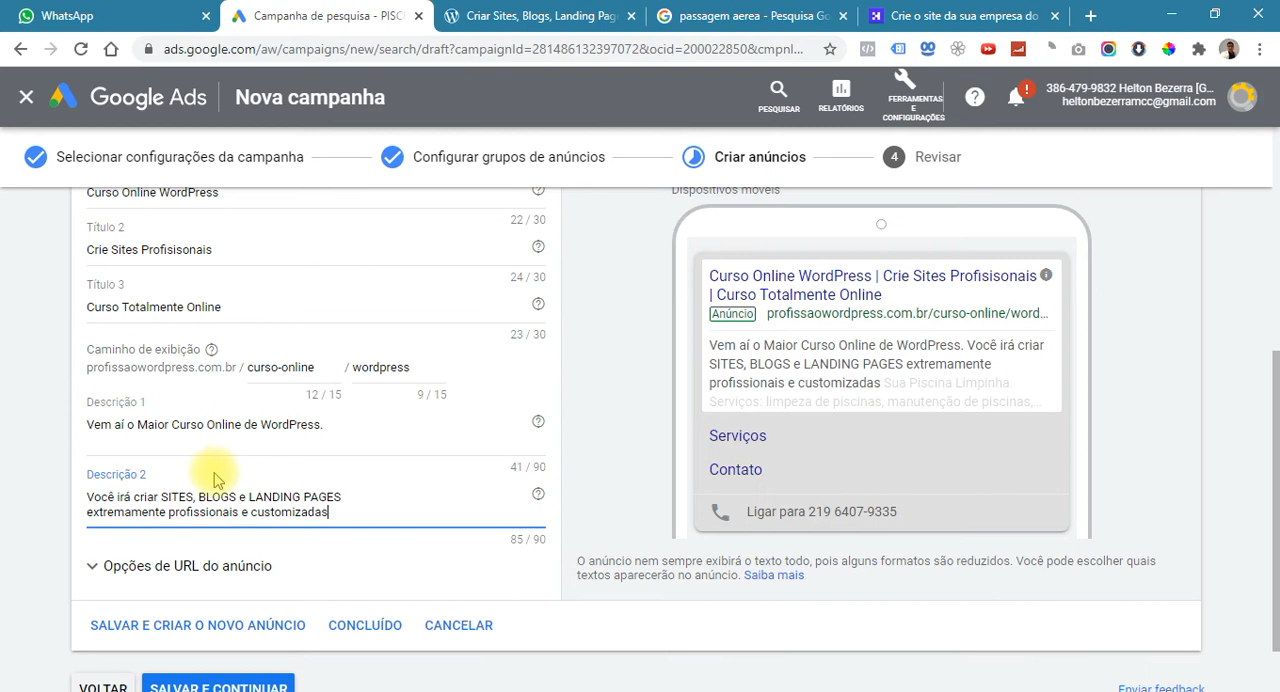 WhatsApp
Campanha de pesquisa - PISCI
Criar Sites, Blogs, Landing Pag
passagem aerea - Pesquisa Go
Crie o site da sua empresa do
ads.google.com/aw/campaigns/new/search/draft?campaignId=281486132397072&ocid=200022850&cmpnl...
Google Ads
Nova campanha
PESQUISAR
RELATÓRIOS
FERRAMENTAS
E
CONFIGURAÇÕES
386-479-9832 Helton Bezerra [G...
heltonbezerramcc@gmail.com
Selecionar configurações da campanha
Configurar grupos de anúncios
Criar anúncios
4
Revisar
Curso Online WordPress
22 / 30
Título 2
Crie Sites Profisisonais
24 / 30
Título 3
Curso Totalmente Online
23 / 30
Caminho de exibição
profissaowordpress.com.br / curso-online / wordpress
12 / 15
9 / 15
Descrição 1
Vem aí o Maior Curso Online de WordPress.
41 / 90
Descrição 2
Você irá criar SITES, BLOGS e LANDING PAGES
extremamente profissionais e customizadas
85 / 90
Opções de URL do anúncio
SALVAR E CRIAR O NOVO ANÚNCIO
CONCLUÍDO
CANCELAR
VOLTAR
SALVAR E CONTINUAR
Dispositivos móveis
Curso Online WordPress | Crie Sites Profisisonais
| Curso Totalmente Online
Anúncio profissaowordpress.com.br/curso-online/word...
Vem aí o Maior Curso Online de WordPress. Você irá criar
SITES, BLOGS e LANDING PAGES extremamente
profissionais e customizadas Sua Piscina Limpinha.
Serviços: limpeza de piscinas, manutenção de piscinas,...
Serviços
Contato
Ligar para 219 6407-9335
O anúncio nem sempre exibirá o texto todo, pois alguns formatos são reduzidos. Você pode escolher quais
textos aparecerão no anúncio. Saiba mais
Enviar feedback